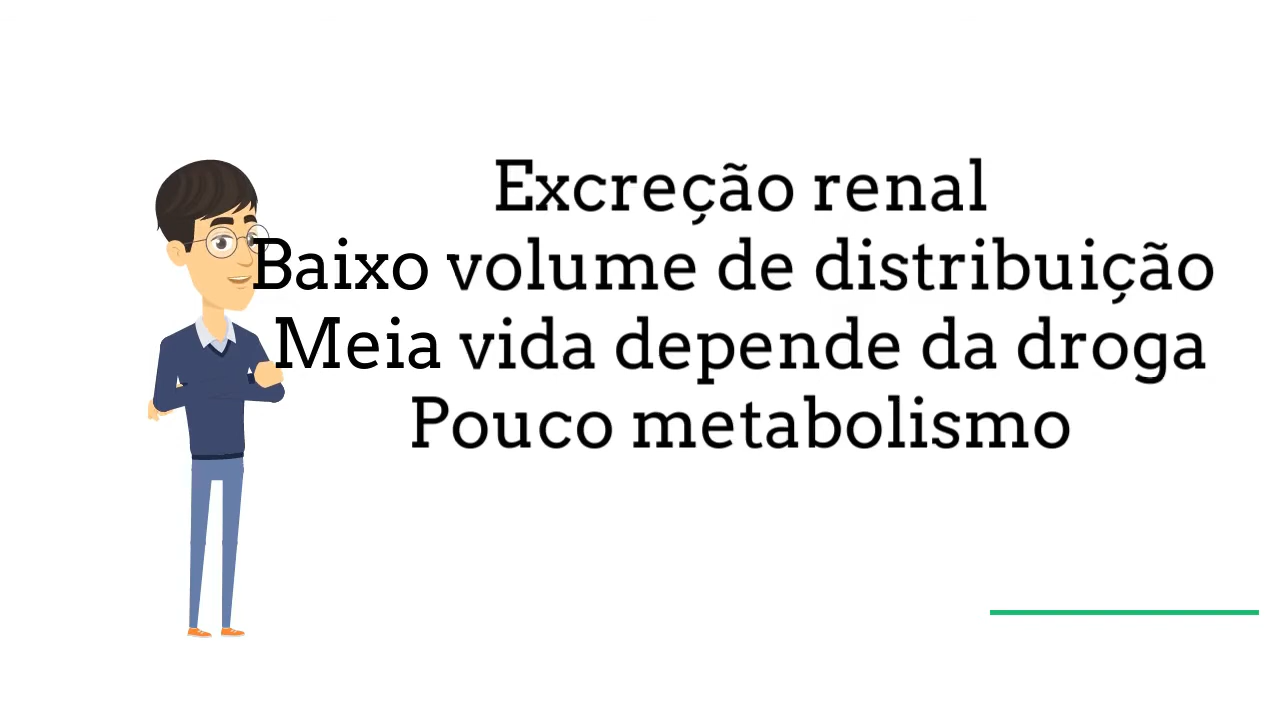 Excreção renal
Baixo volume de distribuição
Meia vida depende da droga
Pouco metabolismo